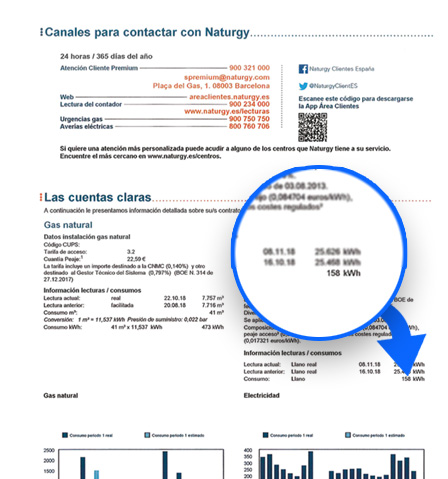 Canales para contactar con Naturgy
24 horas / 365 días del año
Atención Cliente Premium 900 321 000
spremium@naturgy.com
Plaça del Gas, 1. 08003 Barcelona
Web areaclientes.naturgy.es
Lectura del contador 900 234 000
www.naturgy.es/lecturas
Urgencias gas 900 750 750
Averías eléctricas 800 760 706
Naturgy Clientes España
@NaturgyClientES
Escanee este código para descargarse
la App Área Clientes
Si quiere una atención más personalizada puede acudir a alguno de los centros que Naturgy tiene a su servicio.
Encuentre el más cercano en www.naturgy.es/centros.
Las cuentas claras
A continuación le presentamos información detallada sobre su/s contrato
Gas natural
Datos instalación gas natural
Código CUPS:
Tarifa de acceso: 3.2
Cuantía Peaje:¹ 22,59 €
La tarifa incluye un importe destinado a la CNMC (0,140%) y otro
destinado al Gestor Técnico del Sistema (0,797%) (BOE N. 314 de
27.12.2017)
Información lecturas / consumos
Lectura actual: real 22.10.18 7.757 m³
Lectura anterior: facilitada 20.08.18 7.716 m³
Consumo m³: 41 m³
Conversión: 1 m³ = 11,537 kWh Presión de suministro: 0,022 bar
Consumo kWh: 41 m³ x 11,537 kWh 473 kWh
de 03.08.2013.
(0,084704 euros/kWh),
costes regulados²
08.11.18 25.626 kWh
16.10.18 25.468 kWh
158 kWh
BOE de
peaje acceso
(0,017321 euros/kWh).
Información lecturas / consumos
Lectura actual: Llano real 08.11.18 kWh
Lectura anterior: Llano real 16.10.18 kWh
Consumo: Llano 158 kWh
Gas natural
Consumo periodo 1 real Consumo periodo 1 estimado
2500
2000
1500
Electricidad
Consumo periodo 1 real Consumo periodo 1 estimado
400
350
300
250
200